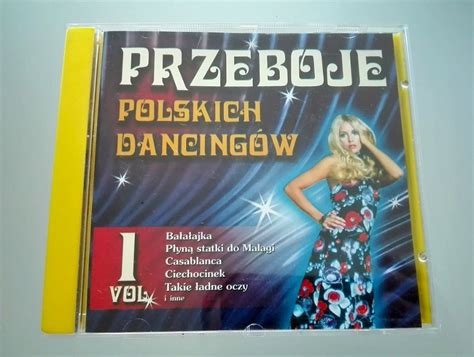 PRZEBOJE
POLSKICH
DANCINGÓW
1
VOL
Bałałajka
Płyną statki do Malagi
Casablanca
Ciechocinek
Takie ładne oczy
i inne